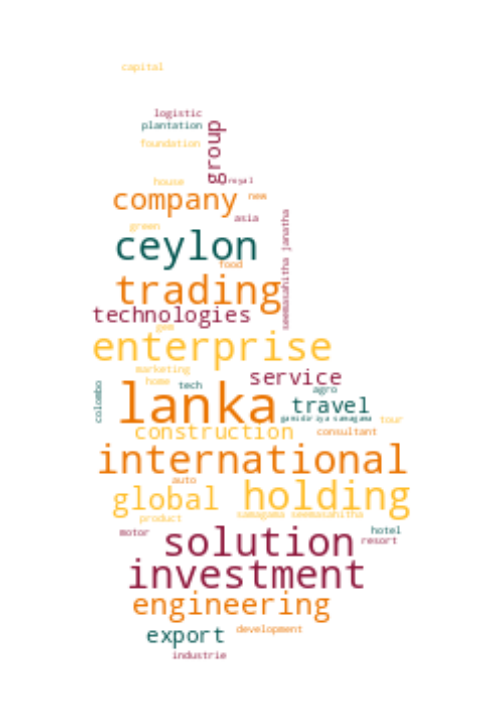 capital
logistic
plantation
group
foundation
house
royal
company
new
asia
green
seemasahitha janatha
ceylon
food
trading
technologies
gem
enterprise
marketing
service
home
tech
agro
colombo
lanka
travel
gamidiriya samagama
tour
construction
consultant
international
auto
global
holding
product
samagama seemasahitha
motor
solution
hotel
resort
investment
engineering
export
development
industrie